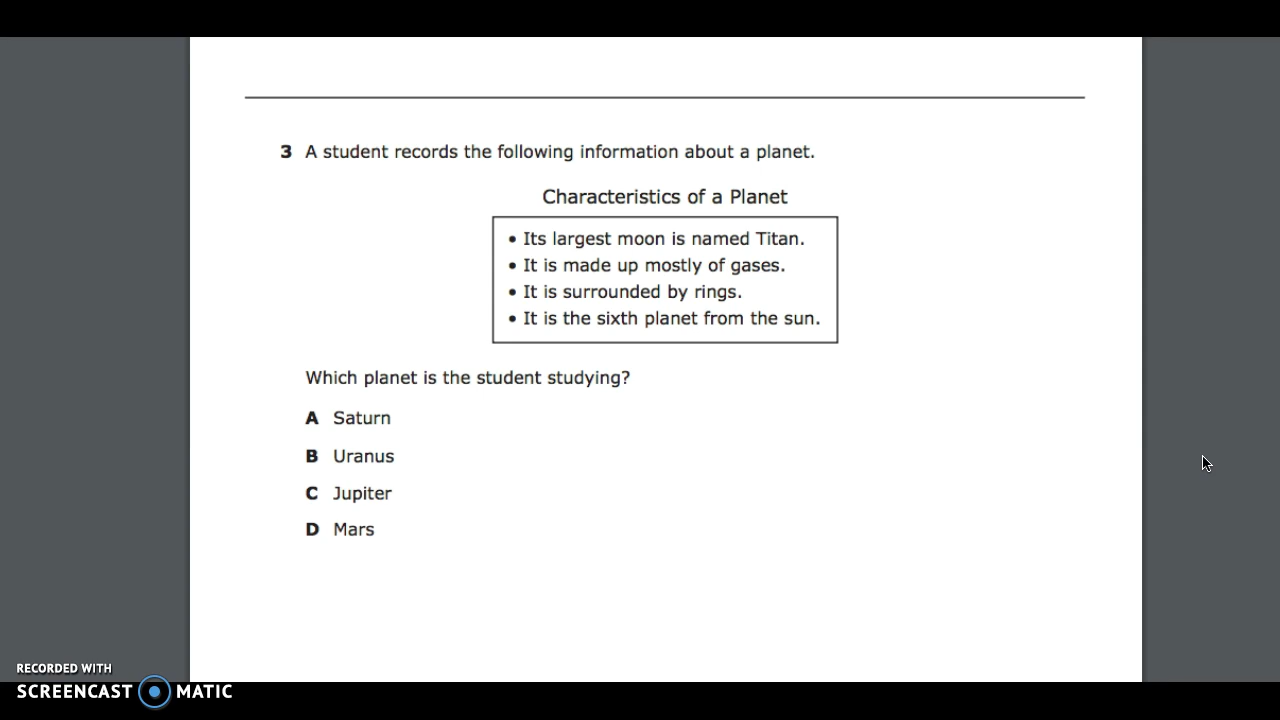 3 A student records the following information about a planet.
Characteristics of a Planet
• Its largest moon is named Titan.
• It is made up mostly of gases.
• It is surrounded by rings.
• It is the sixth planet from the sun.
Which planet is the student studying?
A Saturn
B Uranus
C Jupiter
D Mars
RECORDED WITH
SCREENCAST MATIC